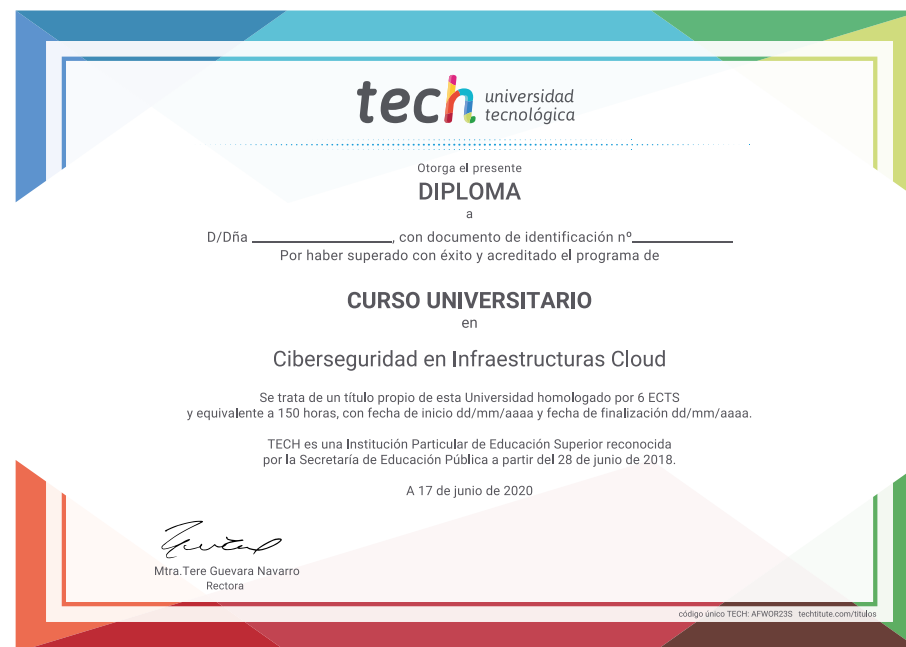 tech universidad
tecnológica
Otorga el presente
DIPLOMA
a
D/Dña ____________________, con documento de identificación nº______________
Por haber superado con éxito y acreditado el programa de
CURSO UNIVERSITARIO
en
Ciberseguridad en Infraestructuras Cloud
Se trata de un título propio de esta Universidad homologado por 6 ECTS
y equivalente a 150 horas, con fecha de inicio dd/mm/aaaa y fecha de finalización dd/mm/aaaa.
TECH es una Institución Particular de Educación Superior reconocida
por la Secretaría de Educación Pública a partir del 28 de junio de 2018.
A 17 de junio de 2020
Mtra.Tere Guevara Navarro
Rectora
código único TECH: AFWOR23S techtitute.com/titulos